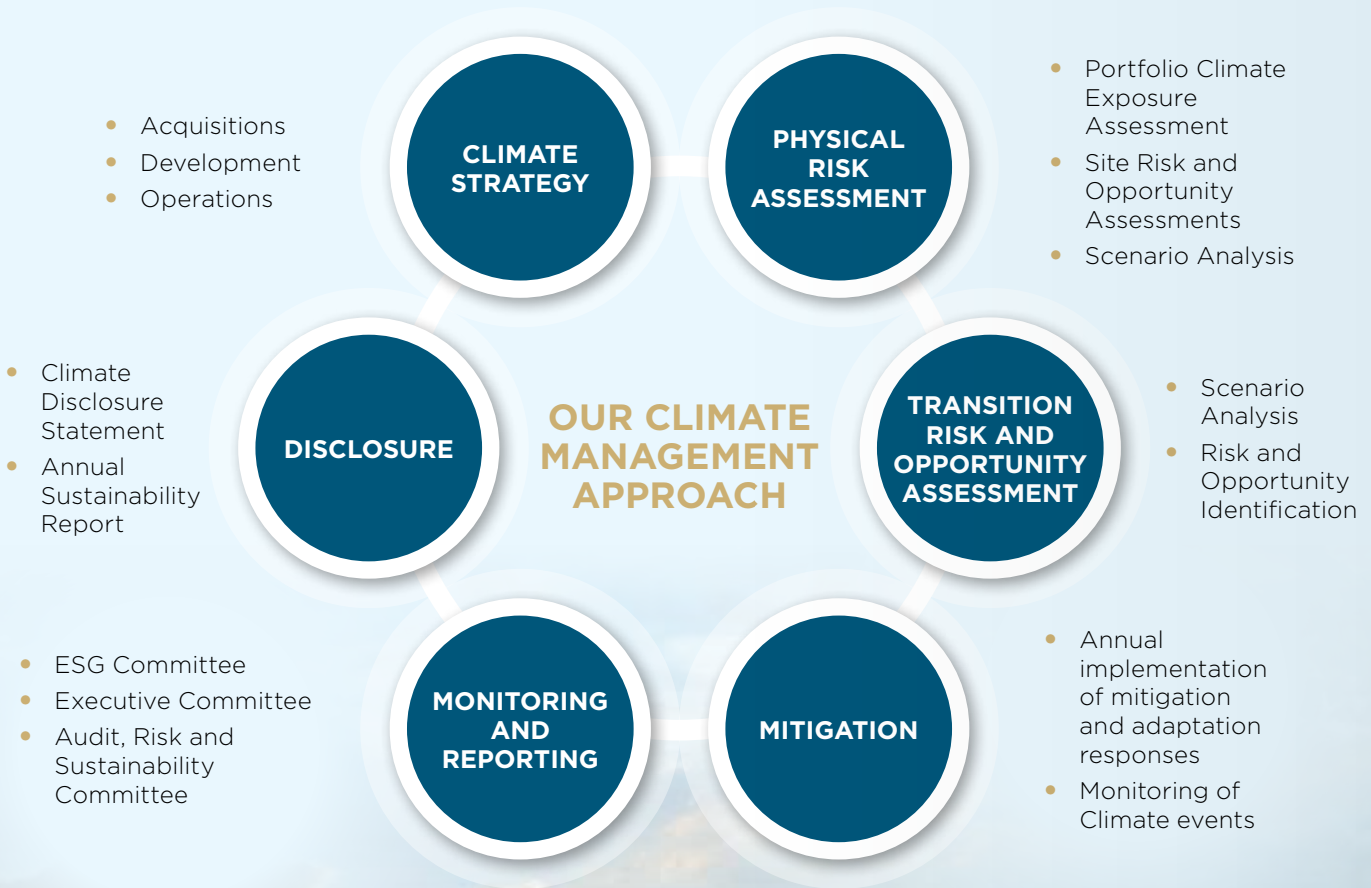 • Acquisitions
• Development
• Operations
CLIMATE
STRATEGY
PHYSICAL
RISK
ASSESSMENT
• Portfolio Climate
Exposure
Assessment
• Site Risk and
Opportunity
Assessments
• Scenario Analysis
• Climate
Disclosure
Statement
• Annual
Sustainability
Report
DISCLOSURE
OUR CLIMATE
MANAGEMENT
APPROACH
TRANSITION
RISK AND
OPPORTUNITY
ASSESSMENT
• Scenario
Analysis
• Risk and
Opportunity
Identification
• ESG Committee
• Executive Committee
• Audit, Risk and
Sustainability
Committee
MONITORING
AND
REPORTING
MITIGATION
• Annual
implementation
of mitigation
and adaptation
responses
• Monitoring of
Climate events